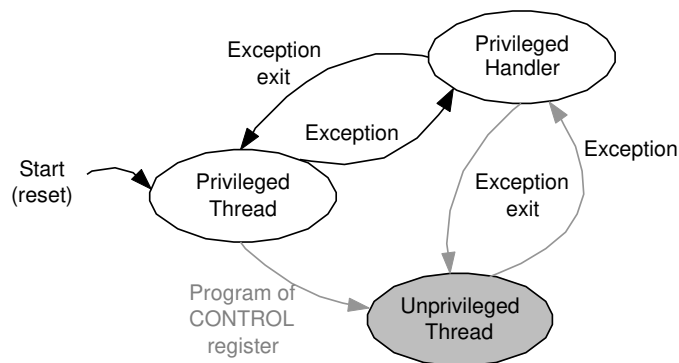 Privileged
Handler
Exception
exit
Exception
Start
(reset)
Privileged
Thread
Exception
exit
Exception
Program of
CONTROL
register
Unprivileged
Thread